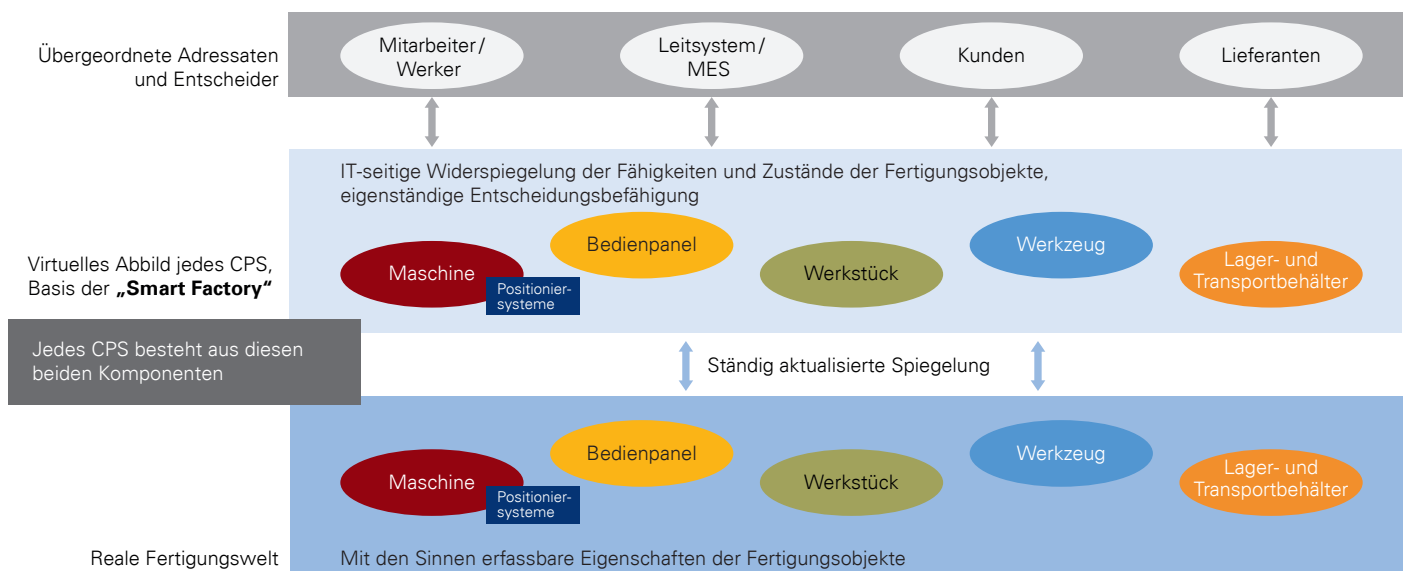 Übergeordnete Adressaten
und Entscheider
Mitarbeiter/
Werker
Leitsystem/
MES
Kunden
Lieferanten
IT-seitige Widerspiegelung der Fähigkeiten und Zustände der Fertigungsobjekte,
eigenständige Entscheidungsbefähigung
Virtuelles Abbild jedes CPS,
Basis der „Smart Factory“
Maschine
Positionier-
systeme
Bedienpanel
Werkstück
Werkzeug
Lager- und
Transportbehälter
Jedes CPS besteht aus diesen
beiden Komponenten
Ständig aktualisierte Spiegelung
Maschine
Positionier-
systeme
Bedienpanel
Werkstück
Werkzeug
Lager- und
Transportbehälter
Reale Fertigungswelt
Mit den Sinnen erfassbare Eigenschaften der Fertigungsobjekte